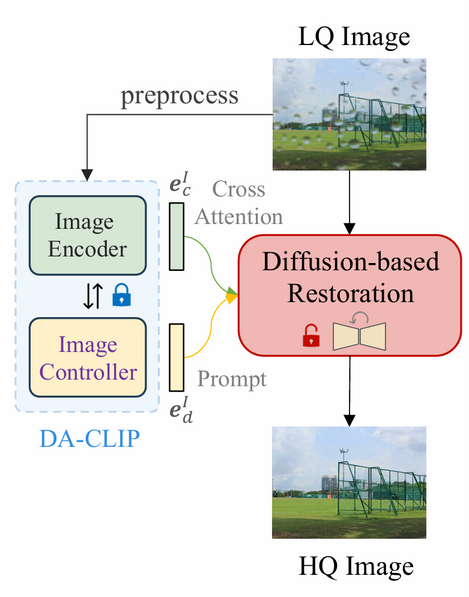 LQ Image
preprocess
e_c^I
Cross
Attention
Image
Encoder
Diffusion-based
Restoration
Image
Controller
Prompt
e_d^I
DA-CLIP
HQ Image